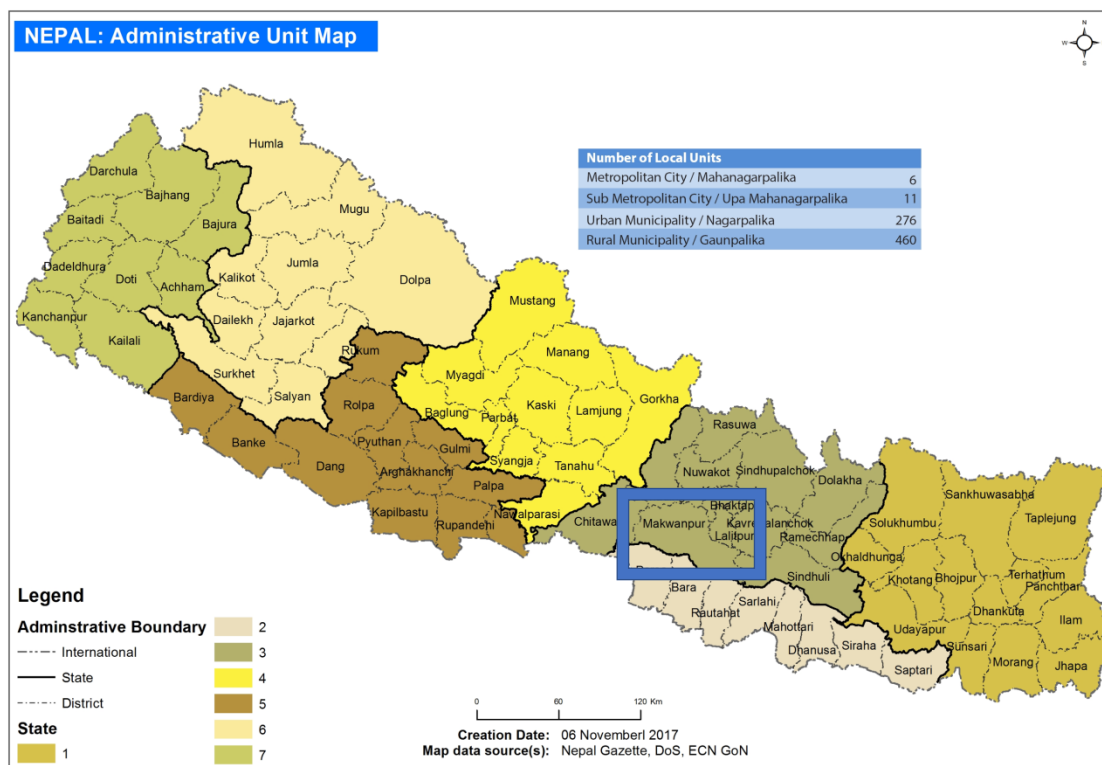 NEPAL: Administrative Unit Map
N
W
E
S
Number of Local Units
Metropolitan City / Mahanagarpalika 6
Sub Metropolitan City / Upa Mahanagarpalika 11
Urban Municipality / Nagarpalika 276
Rural Municipality / Gaunpalika 460
Humla
Darchula
Bajhang
Mugu
Baitadi
Bajura
Jumla
Dadeldhura
Doti
Kalikot
Dolpa
Achham
Mustang
Kanchanpur
Dailekh
Jajarkot
Kailali
Rukum
Manang
Surkhet
Myagdi
Salyan
Bardiya
Rolpa
Baglung
Parbat
Kaski
Lamjung
Gorkha
Banke
Pyuthan
Gulmi
Syangja
Tanahu
Dang
Arghakhanchi
Palpa
Kapilbastu
Rupandehi
Nawalparasi
Chitawa
Rasuwa
Nuwakot
Sindhupalchok
Dolakha
Bhaktap
Makwanpur
Kavrepalanchok
Lalitpur
Ramechhap
Sindhuli
Sankhuwasabha
Solukhumbu
Taplejung
Okhaldhunga
Khotang
Bhojpur
Terhathum
Panchthar
Dhankuta
Ilam
Udayapur
Sunsari
Morang
Jhapa
Bara
Rautahat
Sarlahi
Mahottari
Dhanusa
Siraha
Saptari
Legend
Adminstrative Boundary
International
State
District
State
1
2
3
4
5
6
7
0 60 120 Km
Creation Date: 06 Novemberl 2017
Map data source(s): Nepal Gazette, DoS, ECN GoN